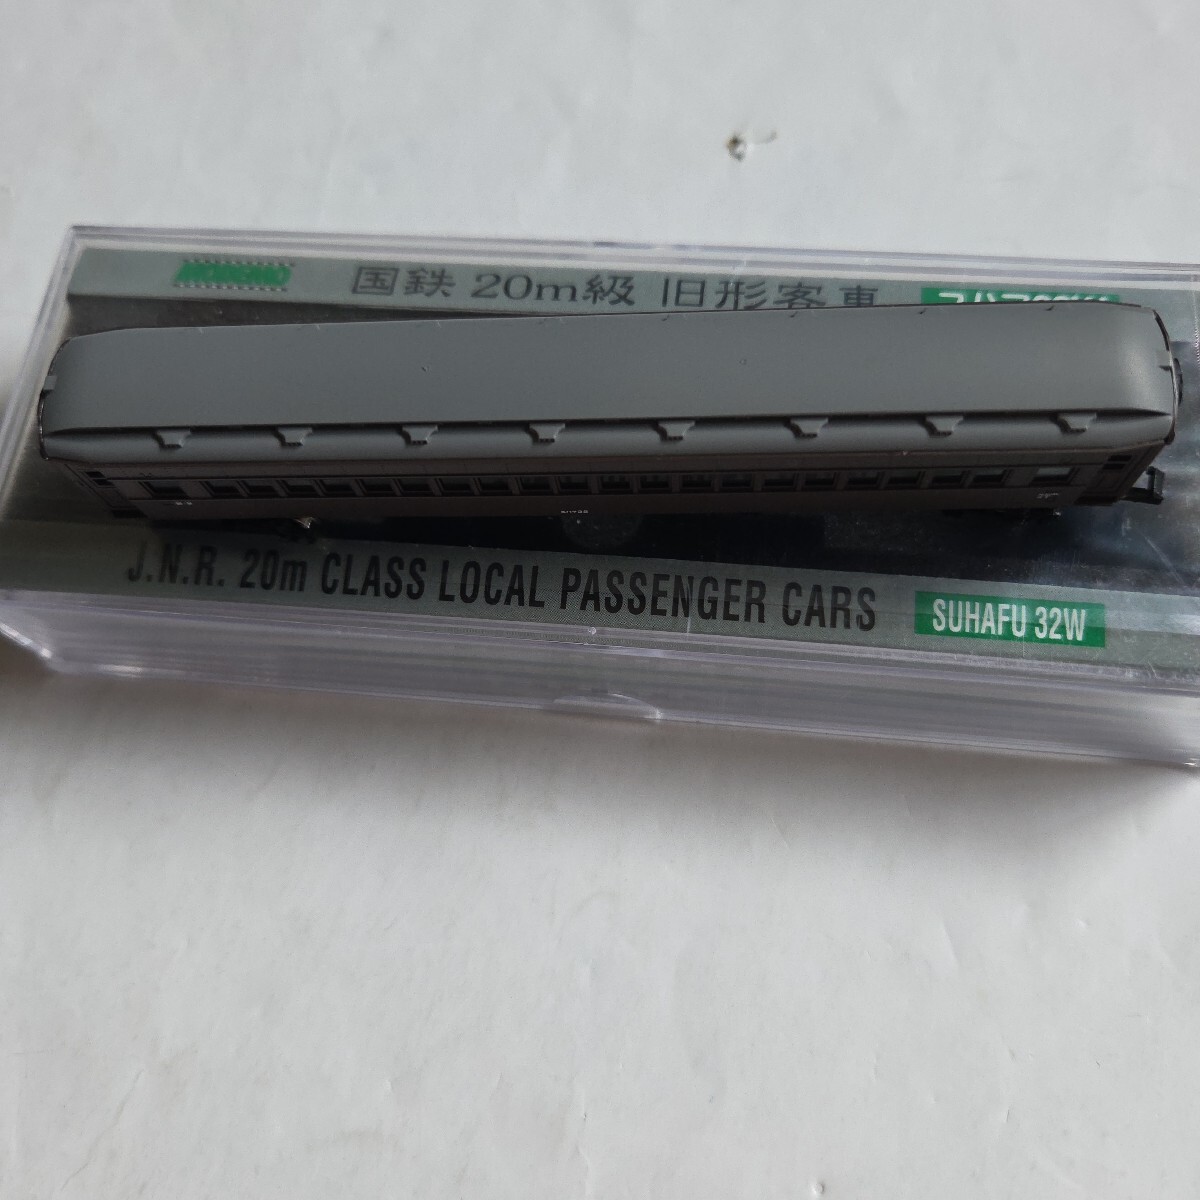 国鉄 20m級 旧形客車
J.N.R. 20m CLASS LOCAL PASSENGER CARS SUHAFU 32W